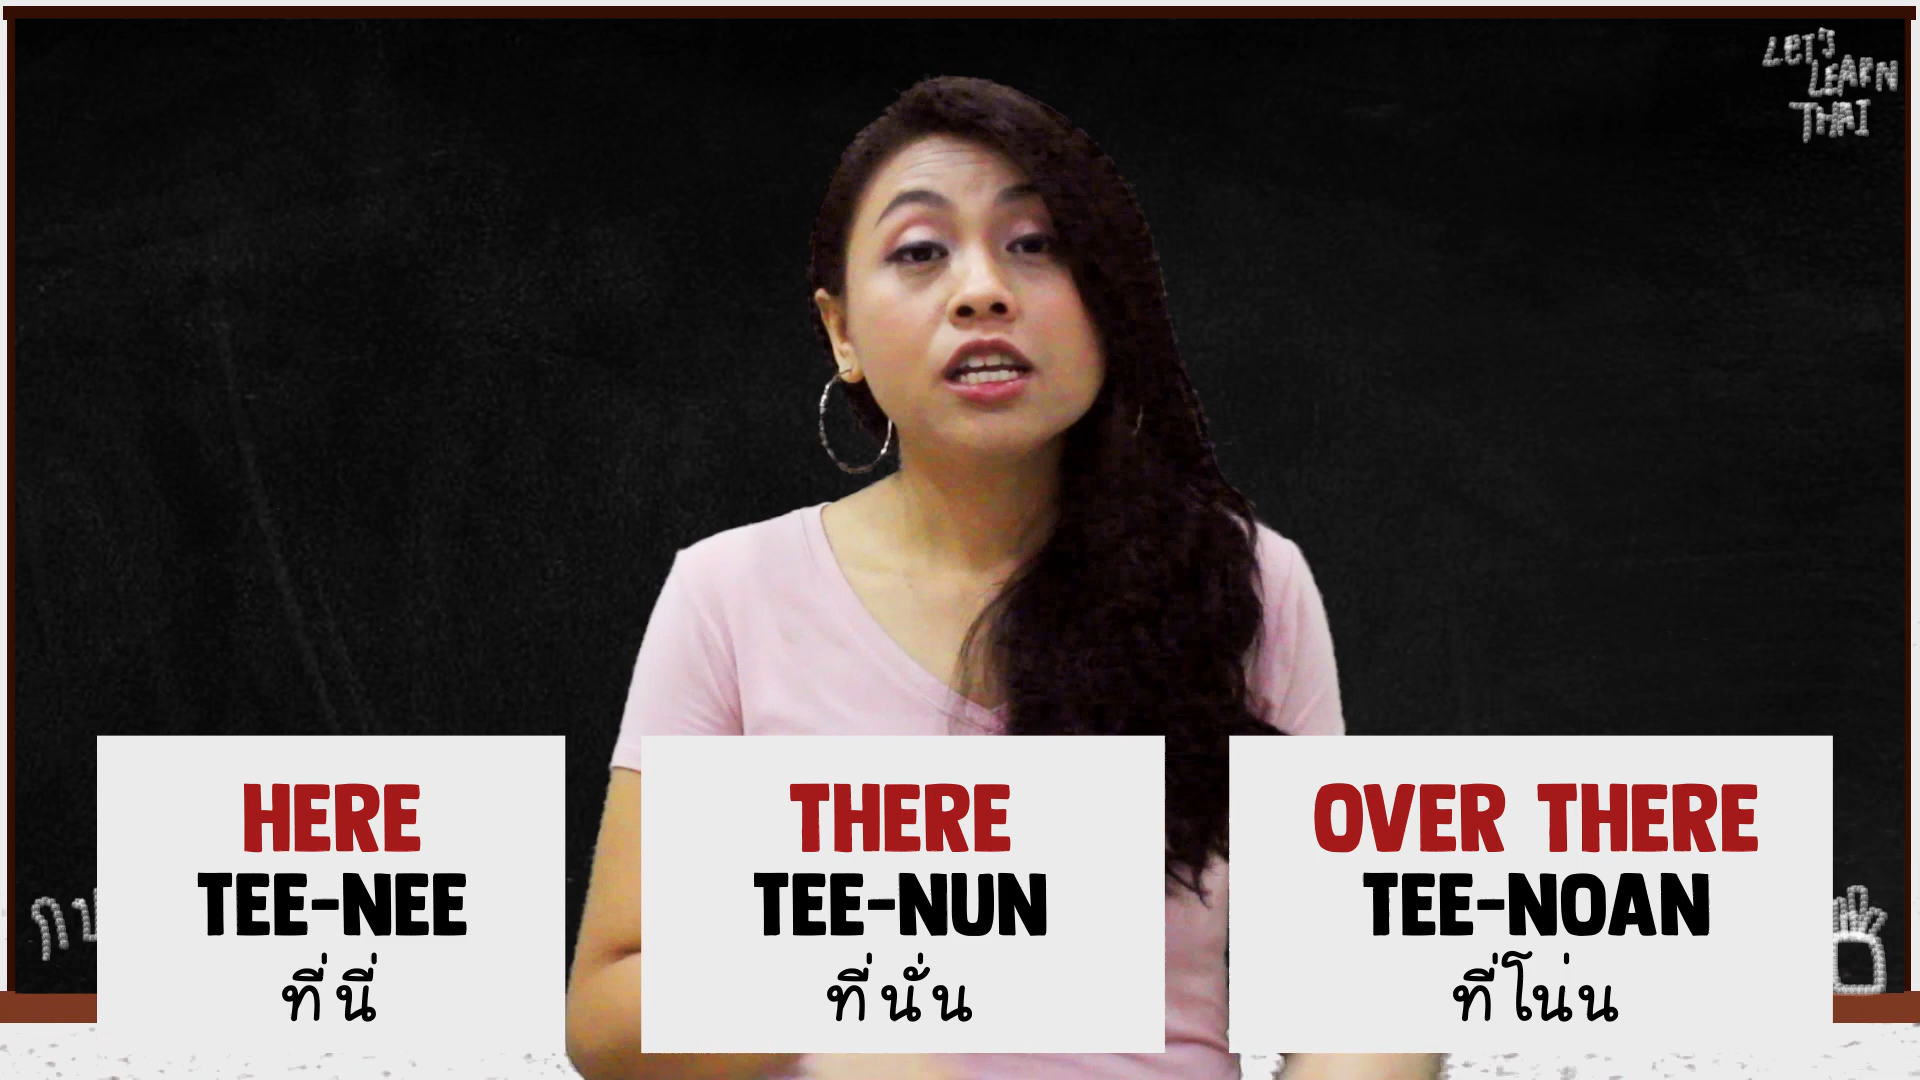 LET'S
LEARN
THAI
HERE
TEE-NEE
ที่นี่
THERE
TEE-NUN
ที่นั่น
OVER THERE
TEE-NOAN
ที่โน่น